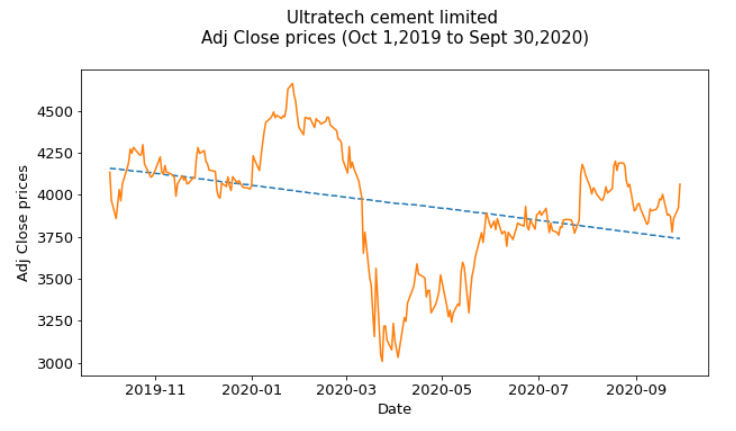 Ultratech cement limited
Adj Close prices (Oct 1,2019 to Sept 30,2020)
Adj Close prices
4500
4250
4000
3750
3500
3250
3000
2019-11 2020-01 2020-03 2020-05 2020-07 2020-09
Date